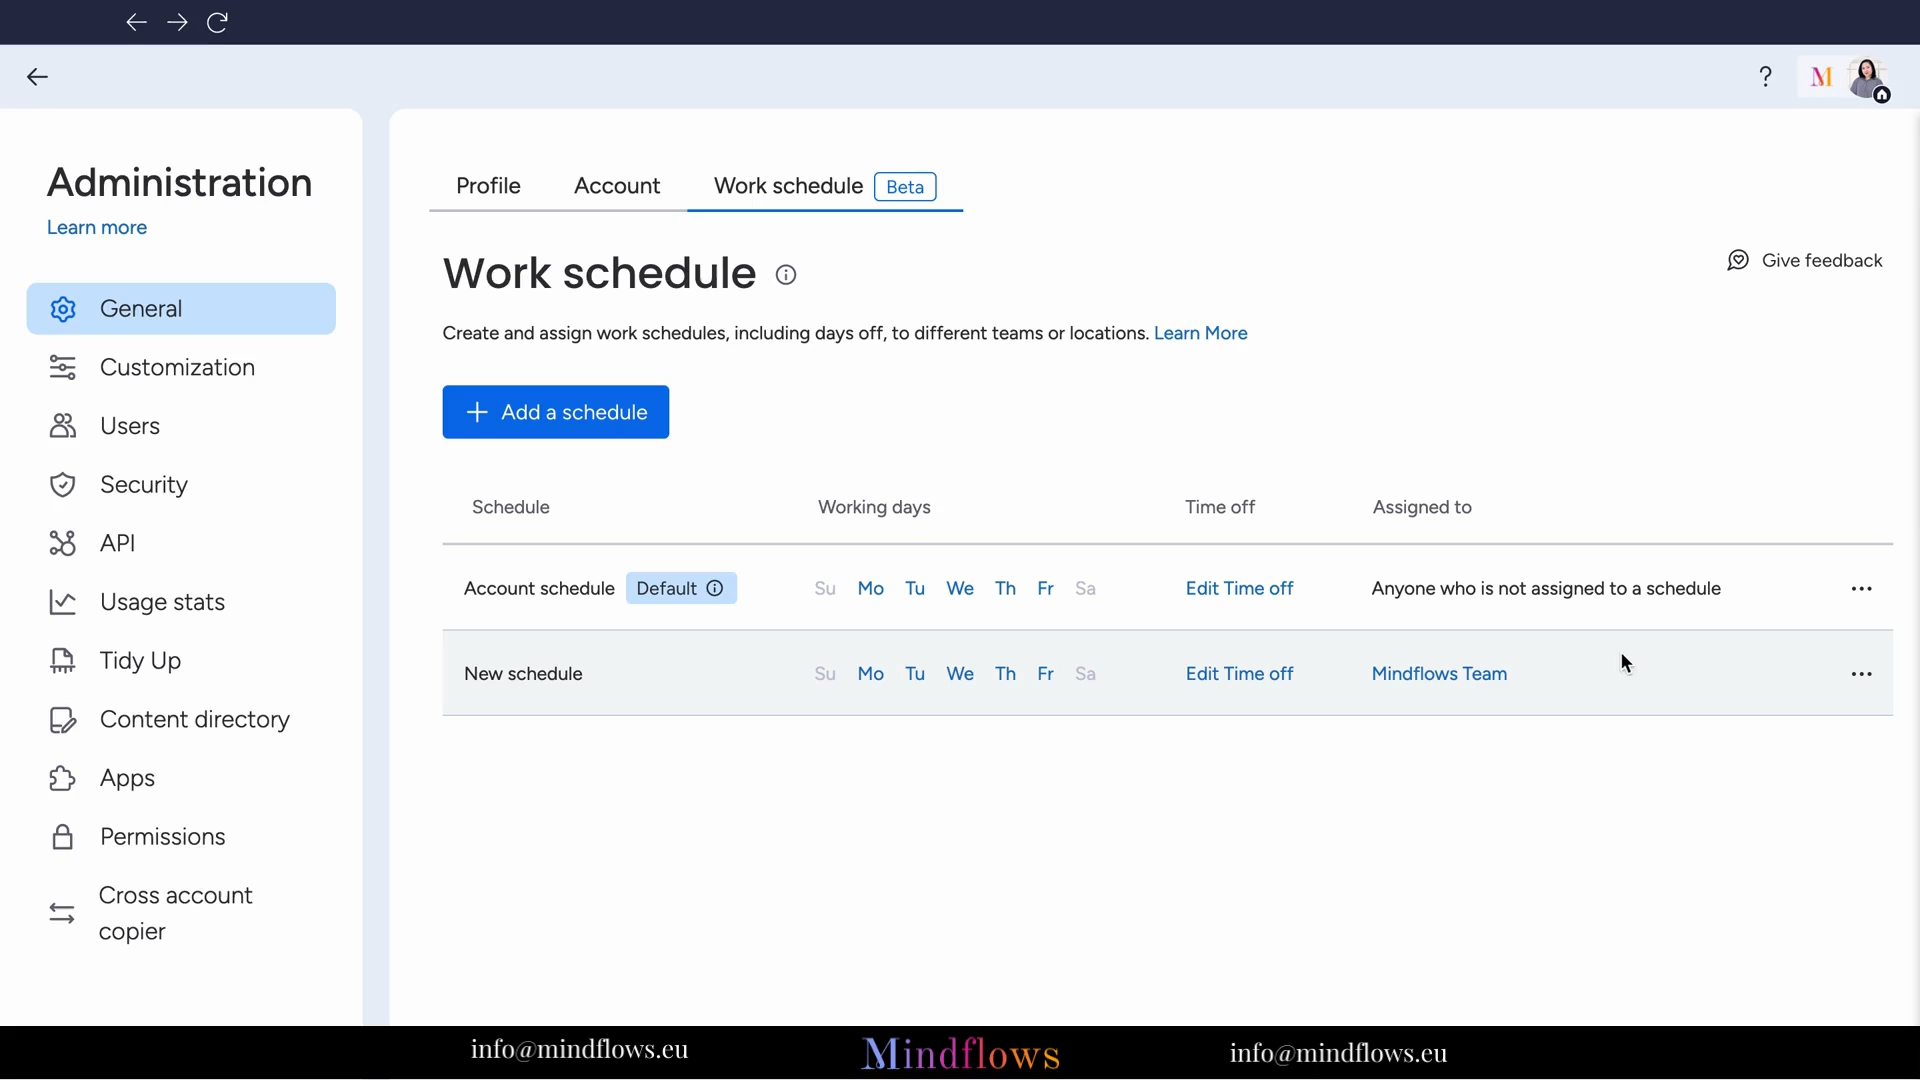 ?
M
Administration
Learn more
General
Customization
Users
Security
API
Usage stats
Tidy Up
Content directory
Apps
Permissions
Cross account
copier
Profile Account Work schedule Beta
Work schedule
Give feedback
Create and assign work schedules, including days off, to different teams or locations. Learn More
+ Add a schedule
Schedule Working days Time off Assigned to
Account schedule Default Su Mo Tu We Th Fr Sa Edit Time off Anyone who is not assigned to a schedule ...
New schedule Su Mo Tu We Th Fr Sa Edit Time off Mindflows Team ...
info@mindflows.eu Mindflows info@mindflows.eu